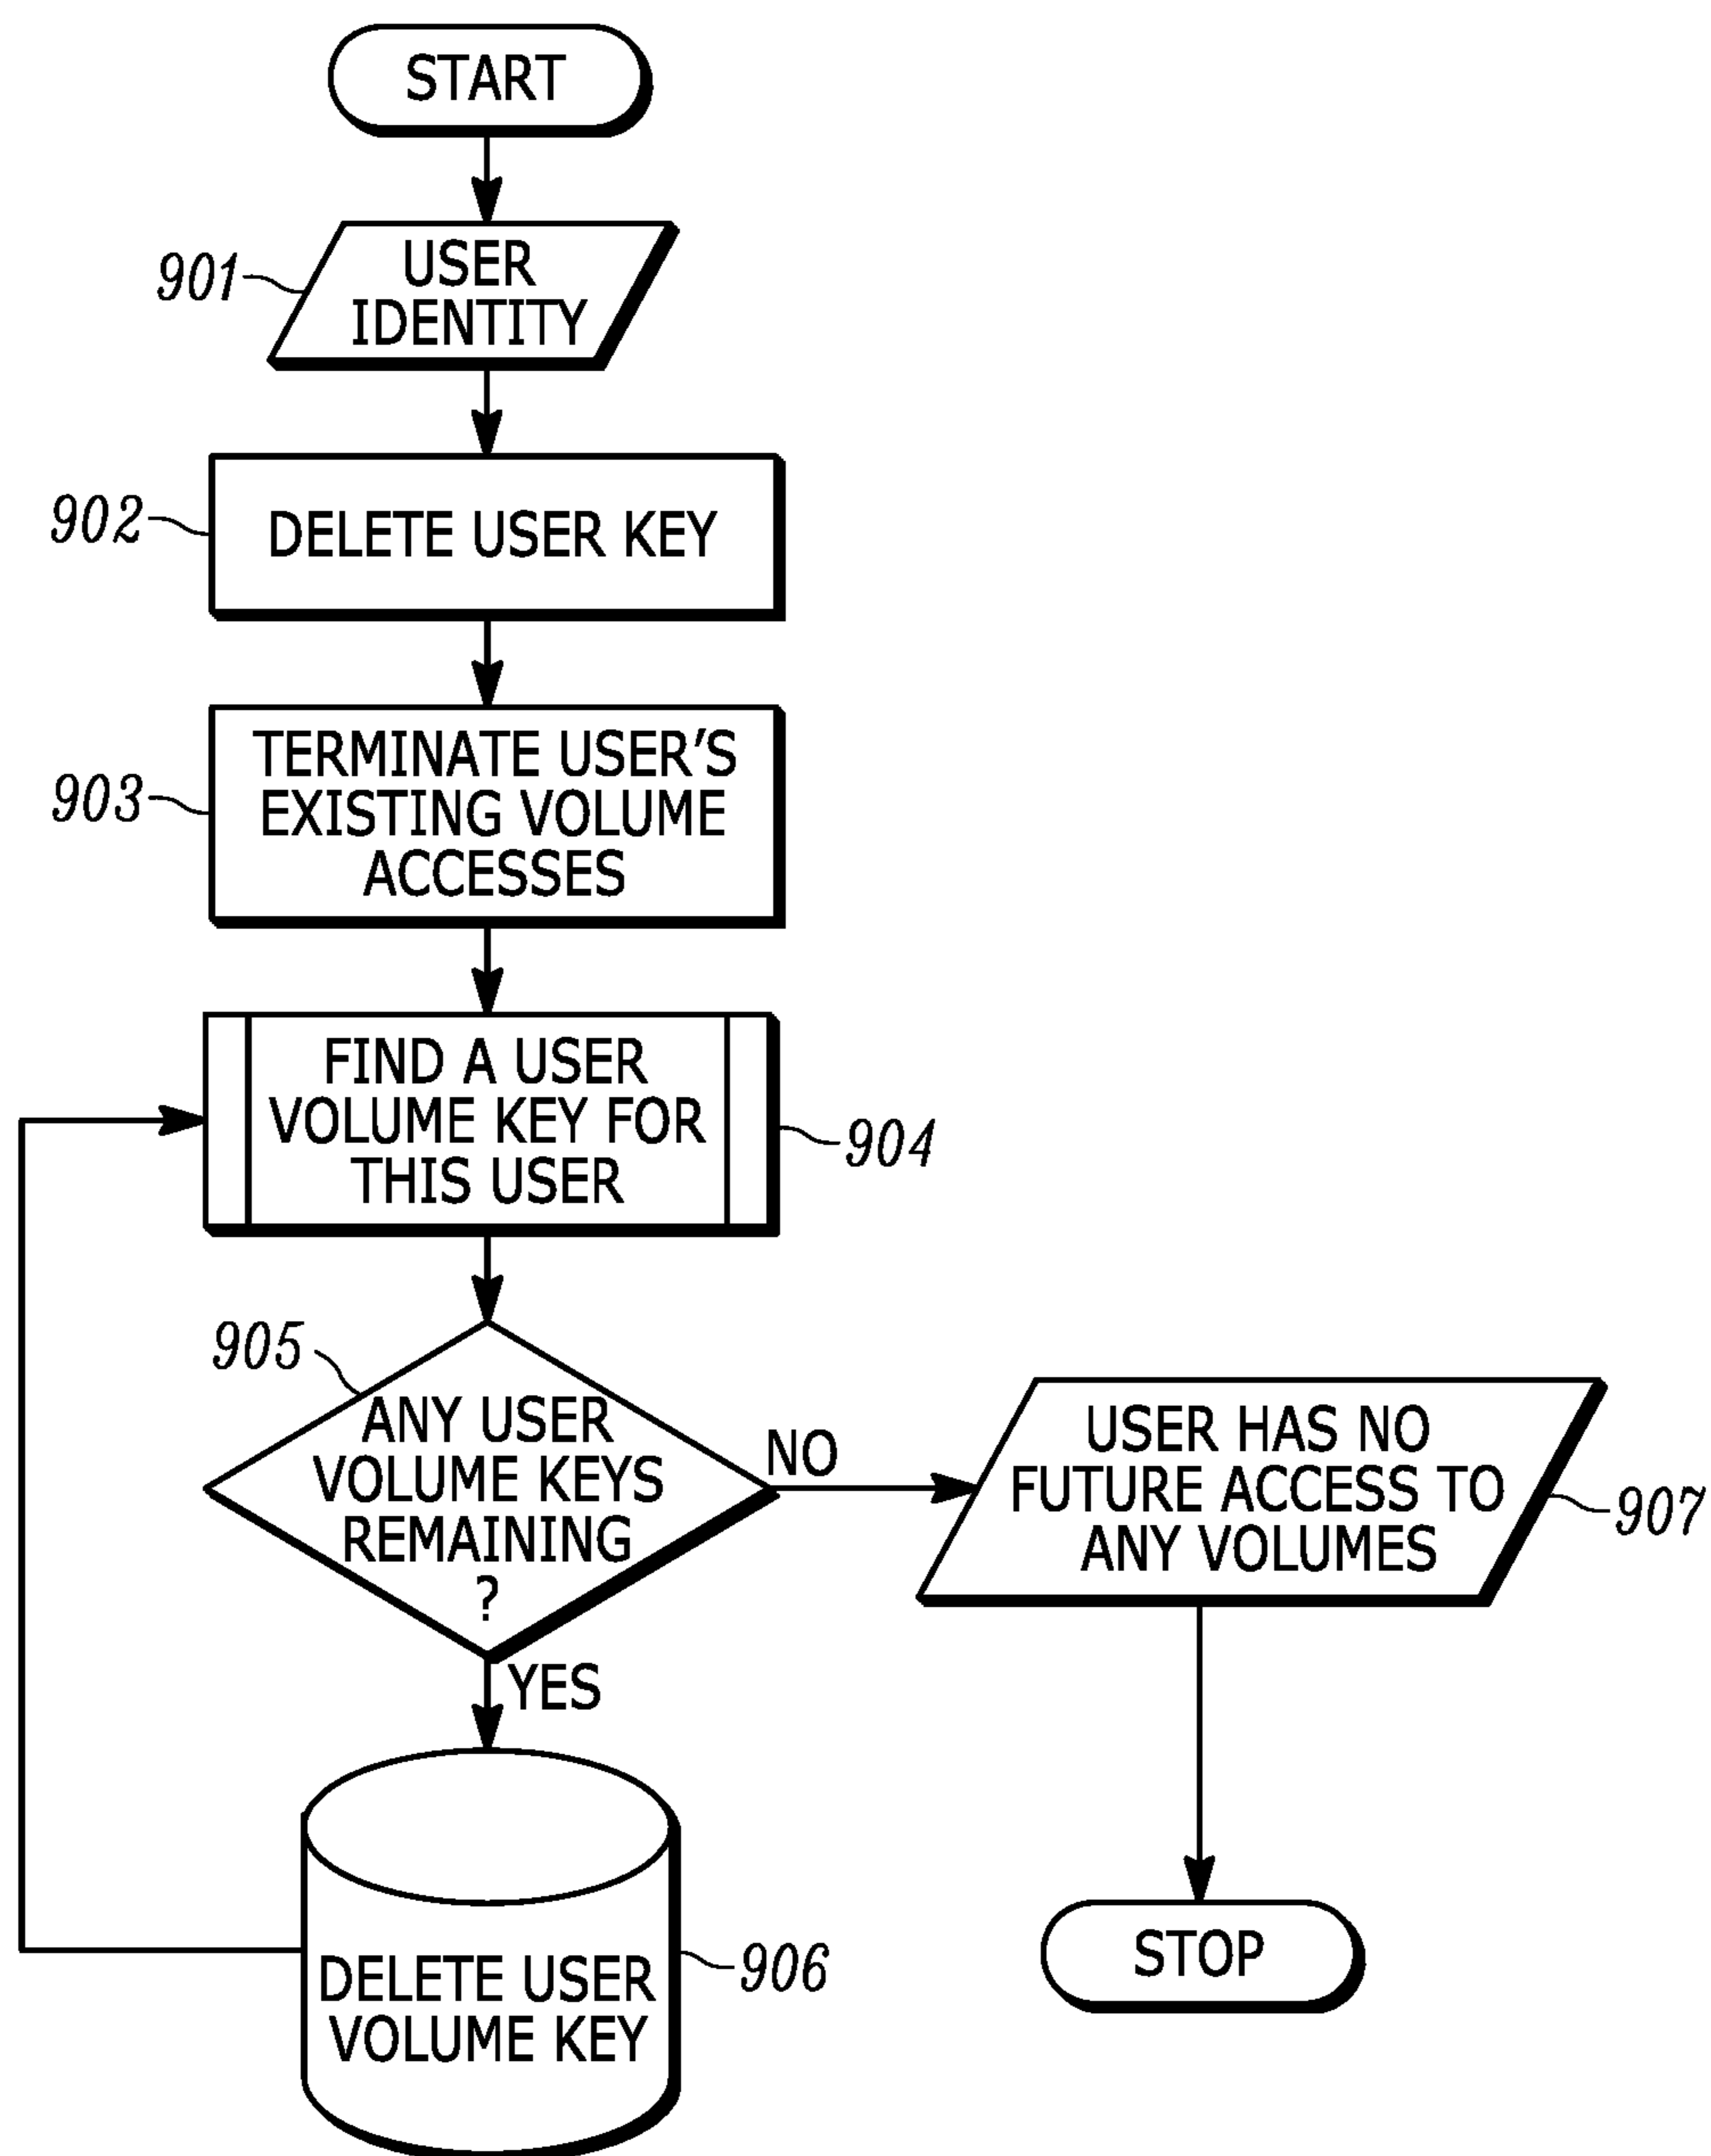 START
901
USER
IDENTITY
902
DELETE USER KEY
903
TERMINATE USER'S
EXISTING VOLUME
ACCESSES
FIND A USER
VOLUME KEY FOR
THIS USER
904
905
ANY USER
VOLUME KEYS
REMAINING
?
NO
USER HAS NO
FUTURE ACCESS TO
ANY VOLUMES
907
YES
DELETE USER
VOLUME KEY
906
STOP